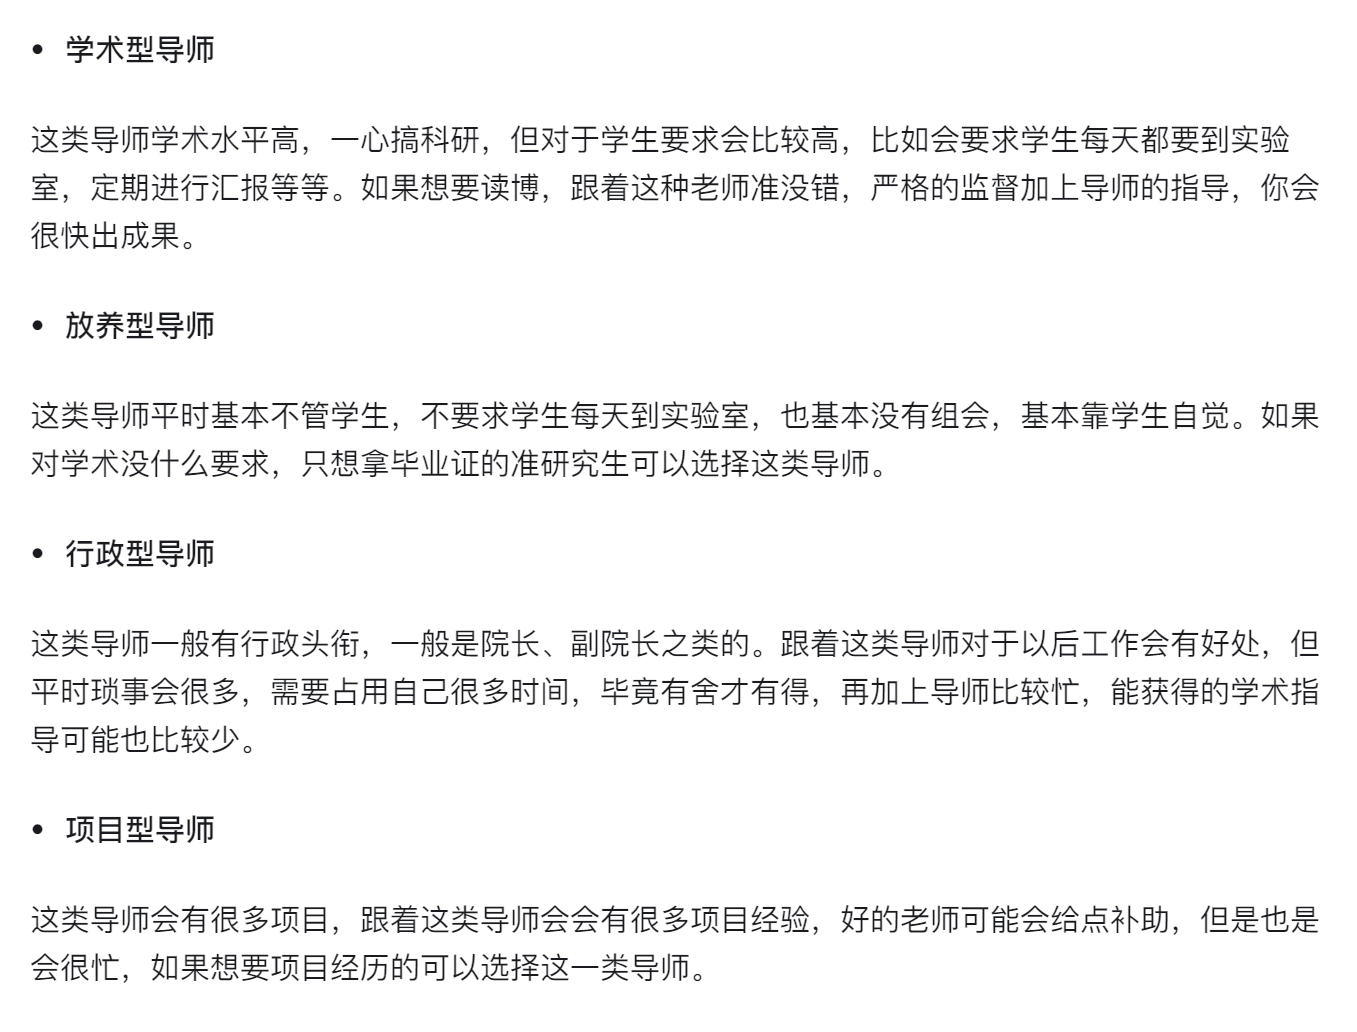 • 学术型导师
这类导师学术水平高，一心搞科研，但对于学生要求会比较高，比如会要求学生每天都要到实验
室，定期进行汇报等等。如果想要读博，跟着这种老师准没错，严格的监督加上导师的指导，你会
很快出成果。
• 放养型导师
这类导师平时基本不管学生，不要求学生每天到实验室，也基本没有组会，基本靠学生自觉。如果
对学术没什么要求，只想拿毕业证的准研究生可以选择这类导师。
• 行政型导师
这类导师一般有行政头衔，一般是院长、副院长之类的。跟着这类导师对于以后工作会有好处，但
平时琐事会很多，需要占用自己很多时间，毕竟有舍才有得，再加上导师比较忙，能获得的学术指
导可能也比较少。
• 项目型导师
这类导师会有很多项目，跟着这类导师会会有很多项目经验，好的老师可能会给点补助，但是也是
会很忙，如果想要项目经历的可以选择这一类导师。